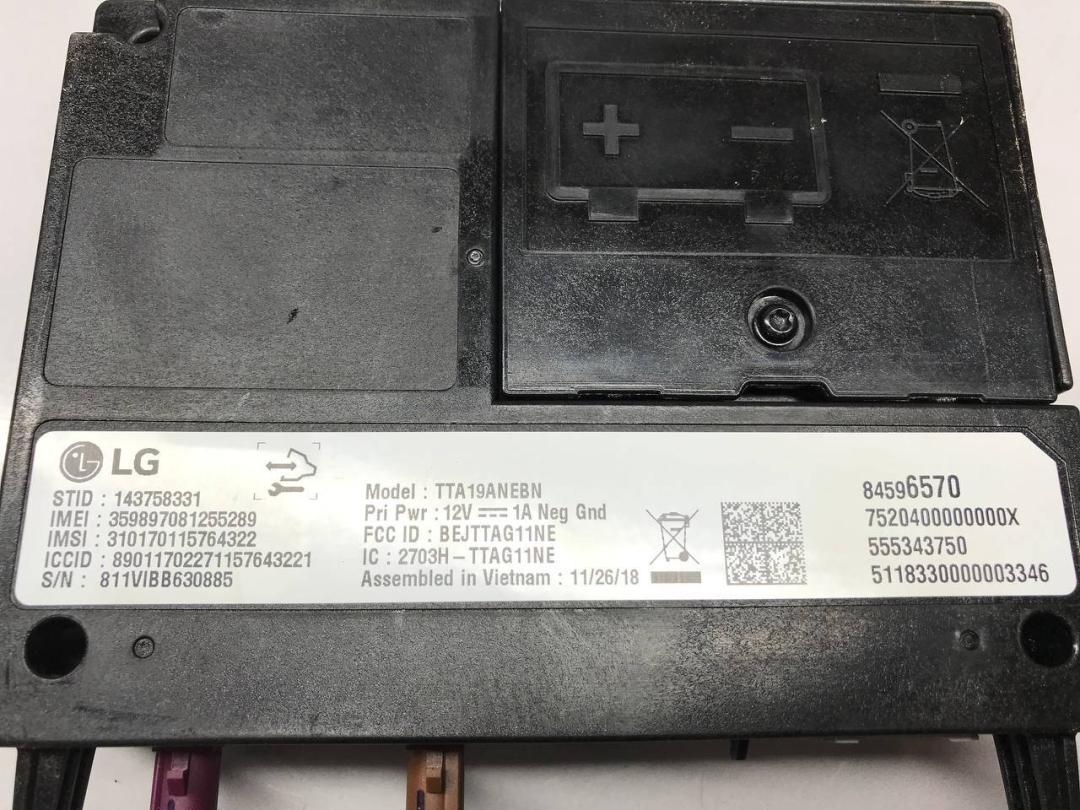 LG
STID : 143758331
IMEI : 359897081255289
IMSI : 310170115764322
ICCID : 89011702271157643221
S/N : 811VIBB630885
Model : TTA19ANEBN
Pri Pwr : 12V ⎓ 1A Neg Gnd
FCC ID : BEJTTAG11NE
IC : 2703H-TTAG11NE
Assembled in Vietnam : 11/26/18
84596570
7520400000000X
555343750
5118330000003346